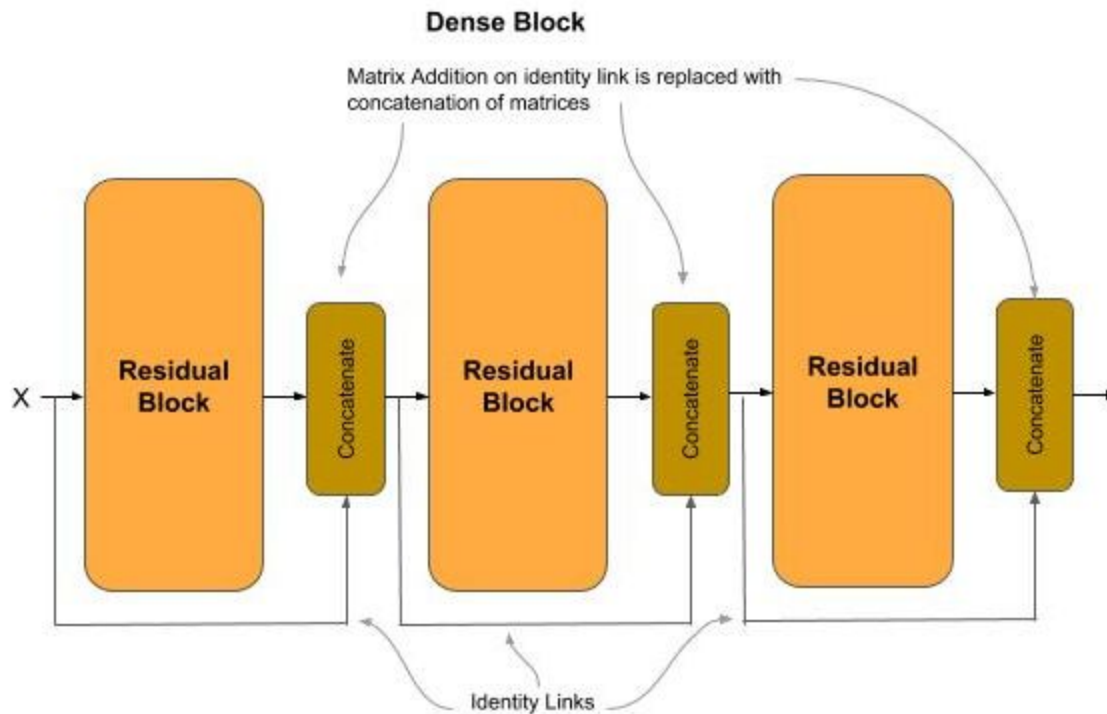 Dense Block
Matrix Addition on identity link is replaced with
concatenation of matrices
X
Residual
Block
Concatenate
Residual
Block
Concatenate
Residual
Block
Concatenate
Identity Links